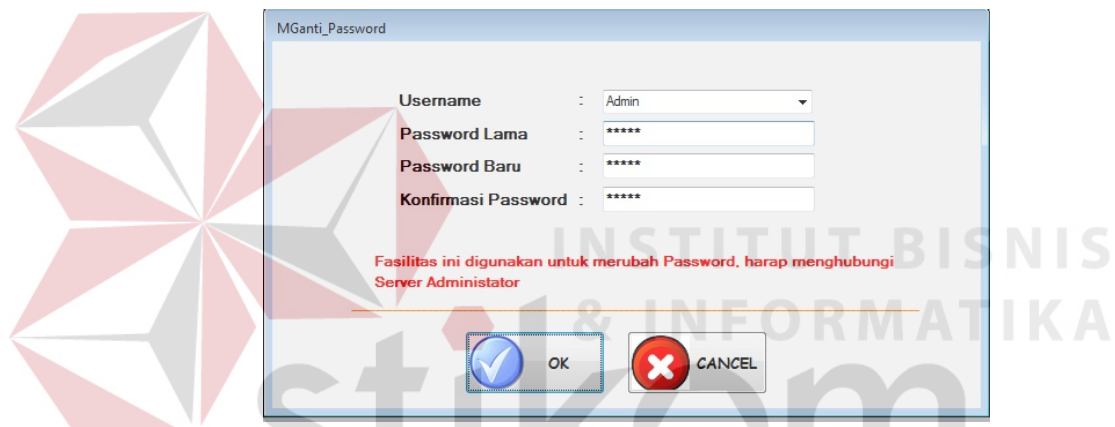 MGanti_Password
Username : Admin
Password Lama : *****
Password Baru : *****
Konfirmasi Password : *****
Fasilitas ini digunakan untuk merubah Password, harap menghubungi
Server Administator
OK
CANCEL
INSTITUT BISNIS
& INFORMATIKA
stikom